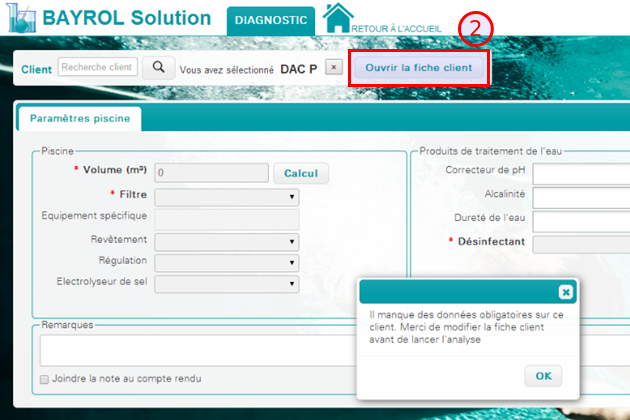 BAYROL Solution
DIAGNOSTIC
RETOUR À L'ACCUEIL
2
Client
Recherche client
Vous avez sélectionné DAC P
×
Ouvrir la fiche client
Paramètres piscine
Piscine
* Volume (m³)
0
Calcul
* Filtre
Equipement spécifique
Revêtement
Régulation
Electrolyseur de sel
Produits de traitement de l'eau
Correcteur de pH
Alcalinité
Dureté de l'eau
* Désinfectant
Il manque des données obligatoires sur ce
client. Merci de modifier la fiche client
avant de lancer l'analyse
OK
Remarques
Joindre la note au compte rendu